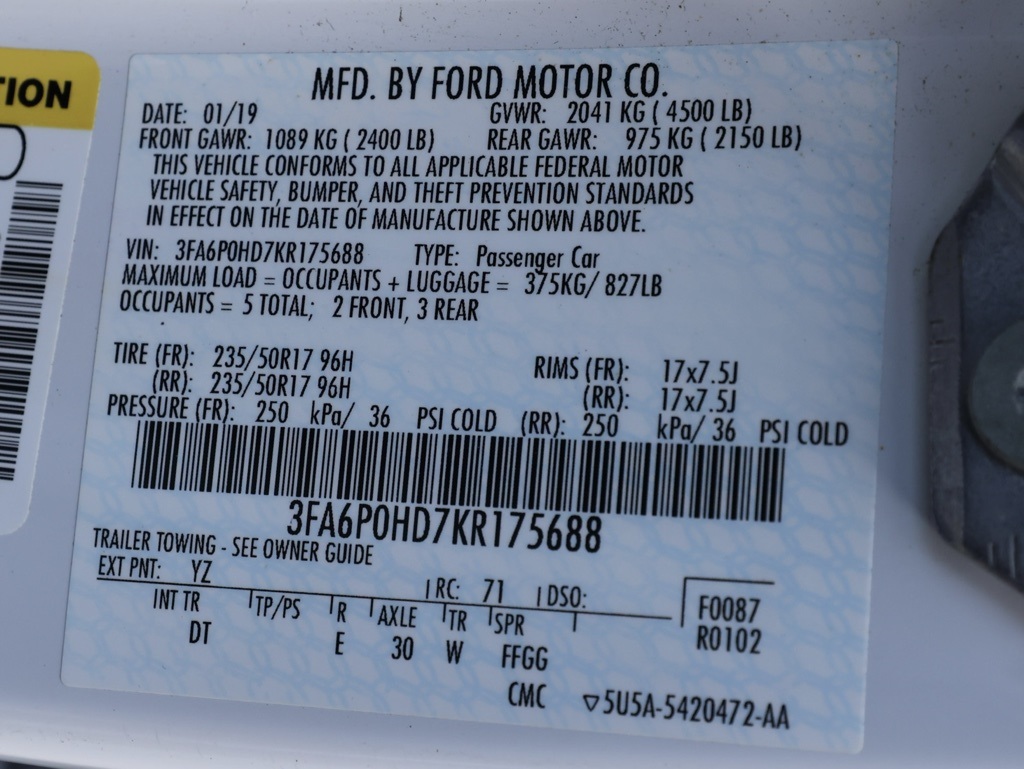 TION
MFD. BY FORD MOTOR CO.
DATE: 01/19 GVWR: 2041 KG ( 4500 LB)
FRONT GAWR: 1089 KG ( 2400 LB) REAR GAWR: 975 KG ( 2150 LB)
THIS VEHICLE CONFORMS TO ALL APPLICABLE FEDERAL MOTOR
VEHICLE SAFETY, BUMPER, AND THEFT PREVENTION STANDARDS
IN EFFECT ON THE DATE OF MANUFACTURE SHOWN ABOVE.
VIN: 3FA6P0HD7KR175688 TYPE: Passenger Car
MAXIMUM LOAD = OCCUPANTS + LUGGAGE = 375KG/ 827LB
OCCUPANTS = 5 TOTAL; 2 FRONT, 3 REAR
TIRE (FR): 235/50R17 96H RIMS (FR): 17x7.5J
(RR): 235/50R17 96H (RR): 17x7.5J
PRESSURE (FR): 250 kPa/ 36 PSI COLD (RR): 250 kPa/ 36 PSI COLD
3FA6P0HD7KR175688
TRAILER TOWING - SEE OWNER GUIDE
EXT PNT: YZ RC: 71 DSO:
INT TR TP/PS R AXLE TR SPR F0087
DT E 30 W FFGG R0102
CMC ▽5U5A-5420472-AA